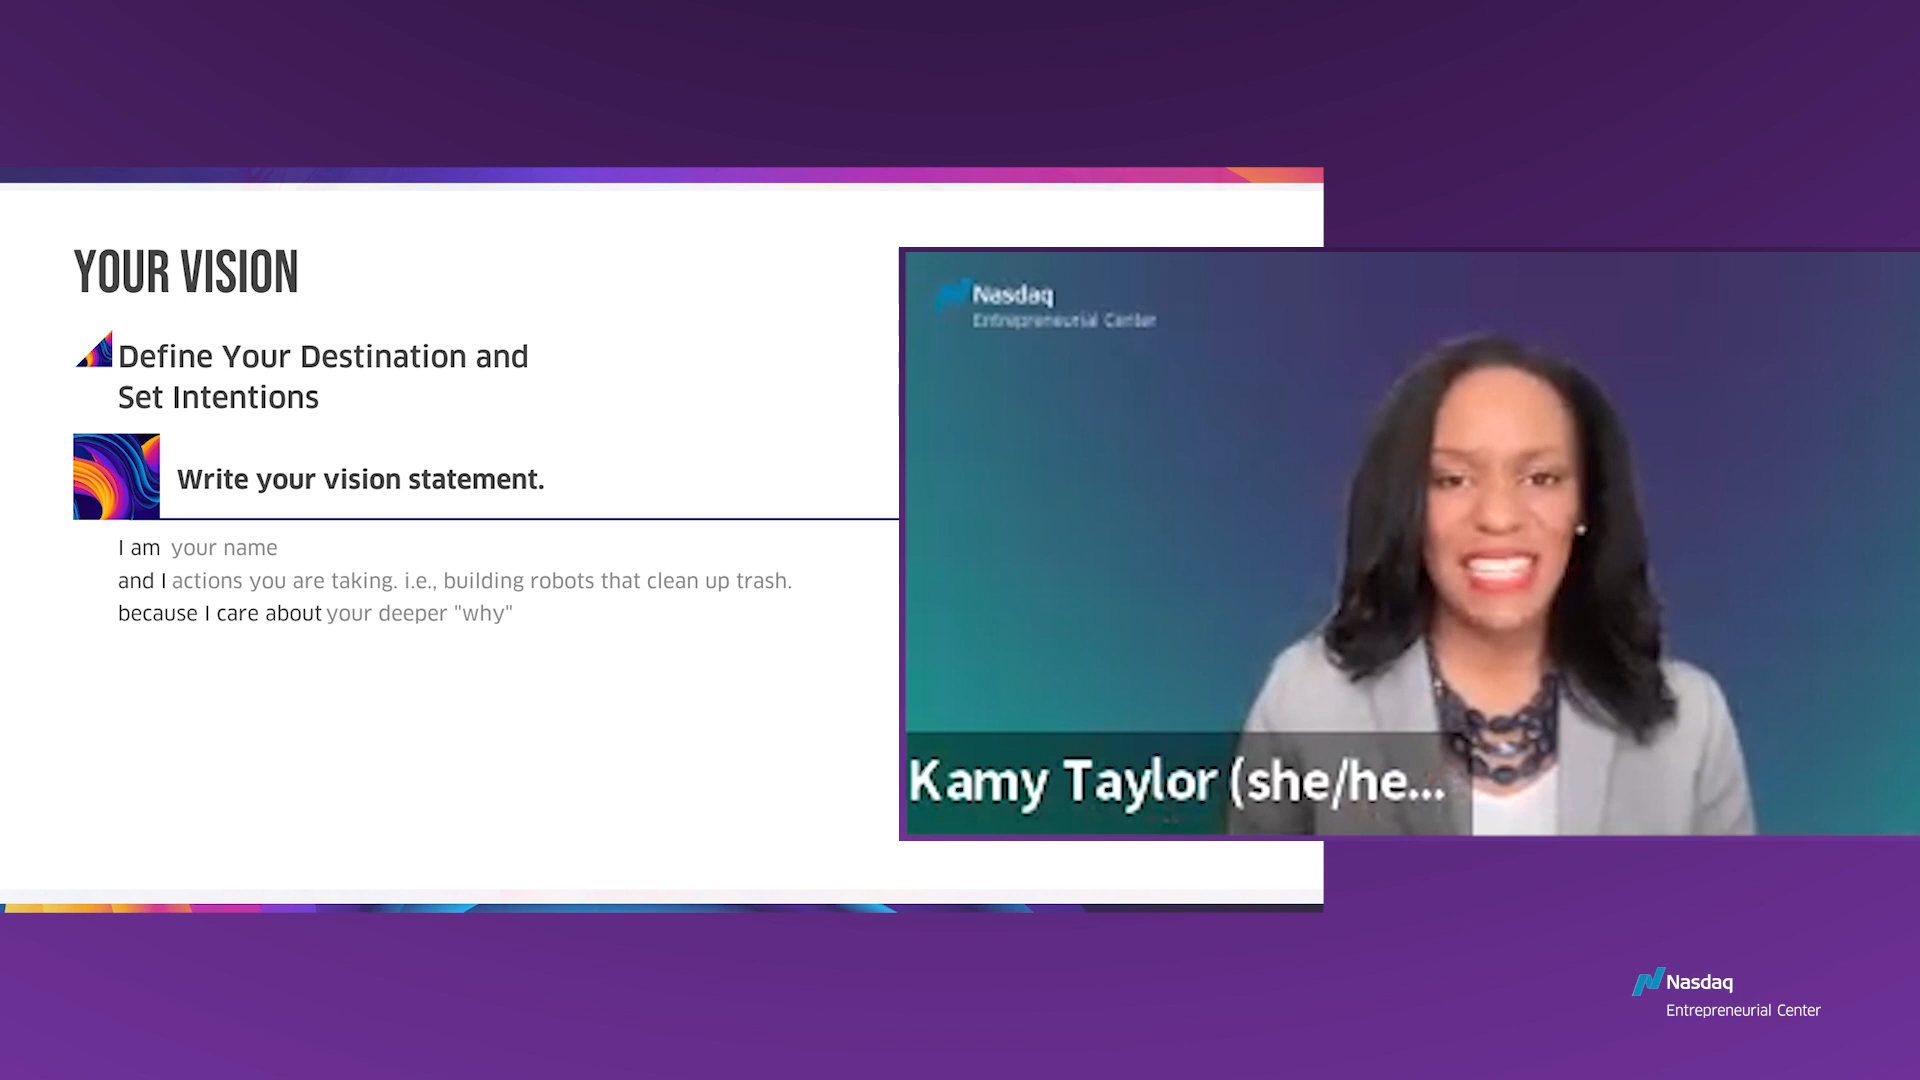 YOUR VISION
Define Your Destination and
Set Intentions
Write your vision statement.
I am your name
and I actions you are taking. i.e., building robots that clean up trash.
because I care about your deeper "why"
Nasdaq
Entrepreneurial Center
Kamy Taylor (she/he...
Nasdaq
Entrepreneurial Center